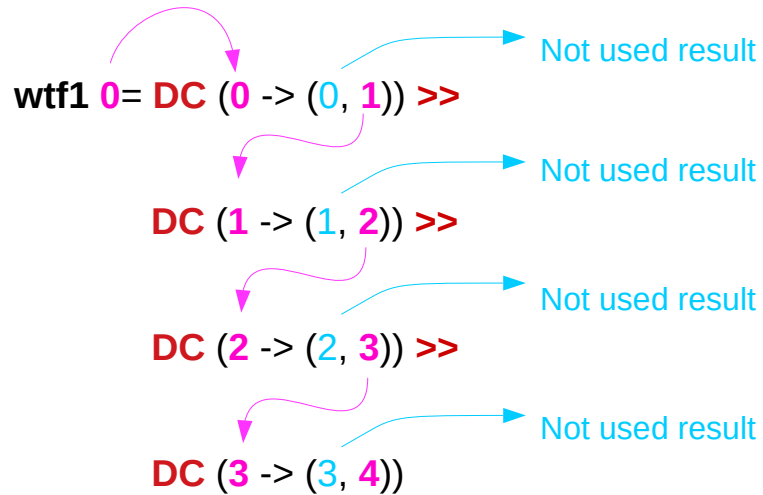 Not used result
wtf1 0= DC (0 -> (0, 1)) >>
Not used result
DC (1 -> (1, 2)) >>
Not used result
DC (2 -> (2, 3)) >>
Not used result
DC (3 -> (3, 4))